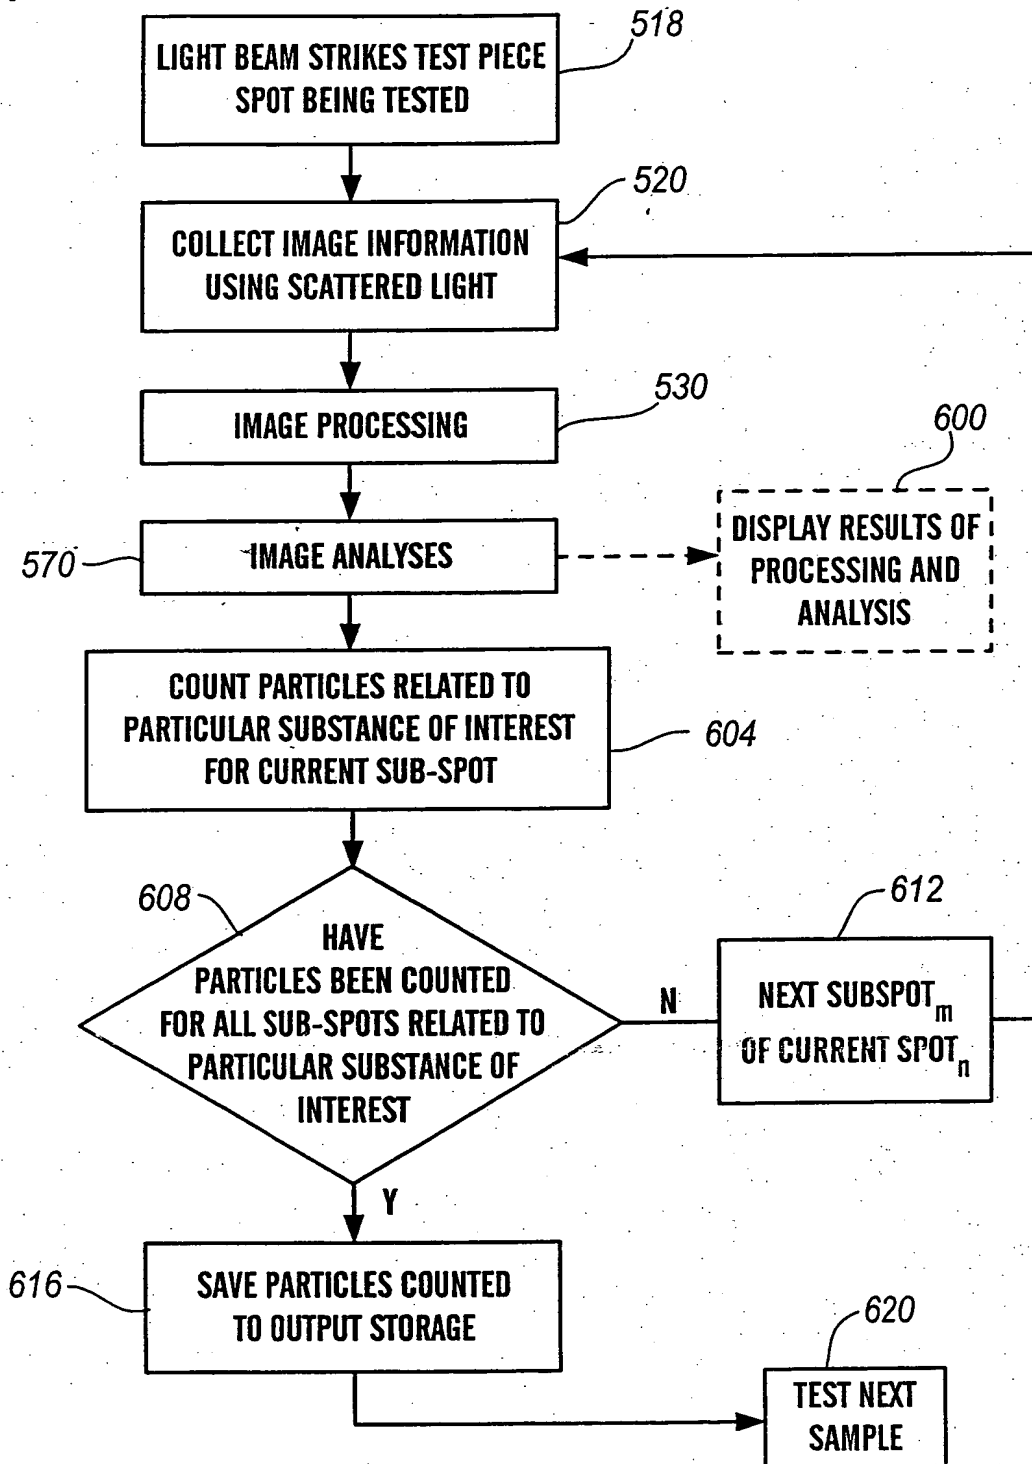 518
LIGHT BEAM STRIKES TEST PIECE
SPOT BEING TESTED
520
COLLECT IMAGE INFORMATION
USING SCATTERED LIGHT
530
IMAGE PROCESSING
600
570
IMAGE ANALYSES
DISPLAY RESULTS OF
PROCESSING AND
ANALYSIS
COUNT PARTICLES RELATED TO
PARTICULAR SUBSTANCE OF INTEREST
FOR CURRENT SUB-SPOT
604
608
HAVE
PARTICLES BEEN COUNTED
FOR ALL SUB-SPOTS RELATED TO
PARTICULAR SUBSTANCE OF
INTEREST
N
612
NEXT SUBSPOTm
OF CURRENT SPOTn
Y
616
SAVE PARTICLES COUNTED
TO OUTPUT STORAGE
620
TEST NEXT
SAMPLE